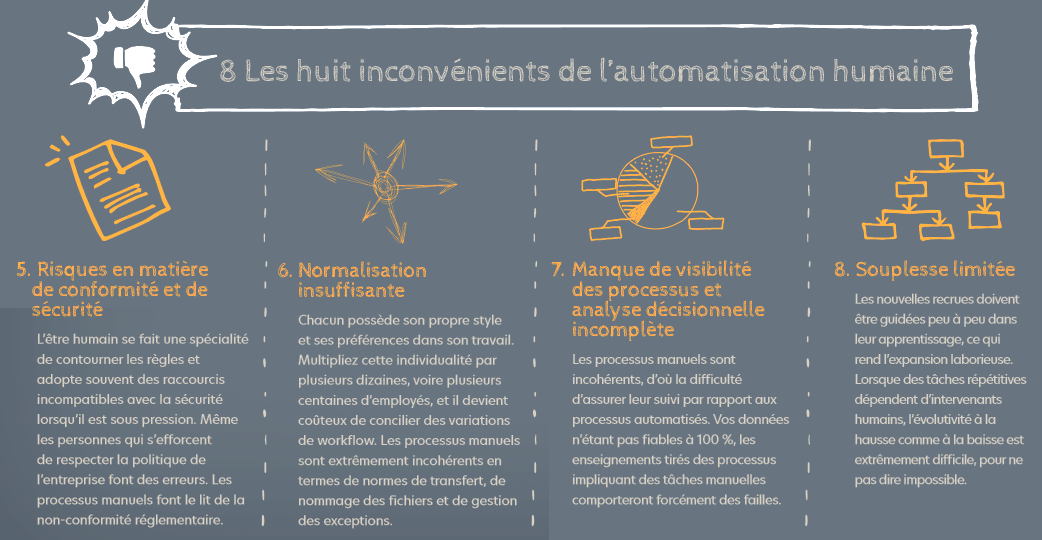 8 Les huit inconvénients de l'automatisation humaine
5. Risques en matière
de conformité et de
sécurité
L'être humain se fait une spécialité
de contourner les règles et
adopte souvent des raccourcis
incompatibles avec la sécurité
lorsqu'il est sous pression. Même
les personnes qui s'efforcent
de respecter la politique de
l'entreprise font des erreurs. Les
processus manuels font le lit de la
non-conformité réglementaire.
6. Normalisation
insuffisante
Chacun possède son propre style
et ses préférences dans son travail.
Multipliez cette individualité par
plusieurs dizaines, voire plusieurs
centaines d'employés, et il devient
coûteux de concilier des variations
de workflow. Les processus manuels
sont extrêmement incohérents en
termes de normes de transfert, de
nommage des fichiers et de gestion
des exceptions.
7. Manque de visibilité
des processus et
analyse décisionnelle
incomplète
Les processus manuels sont
incohérents, d'où la difficulté
d'assurer leur suivi par rapport aux
processus automatisés. Vos données
n'étant pas fiables à 100 %, les
enseignements tirés des processus
impliquant des tâches manuelles
comporteront forcément des failles.
8. Souplesse limitée
Les nouvelles recrues doivent
être guidées peu à peu dans
leur apprentissage, ce qui
rend l'expansion laborieuse.
Lorsque des tâches répétitives
dépendent d'intervenants
humains, l'évolutivité à la
hausse comme à la baisse est
extrêmement difficile, pour ne
pas dire impossible.